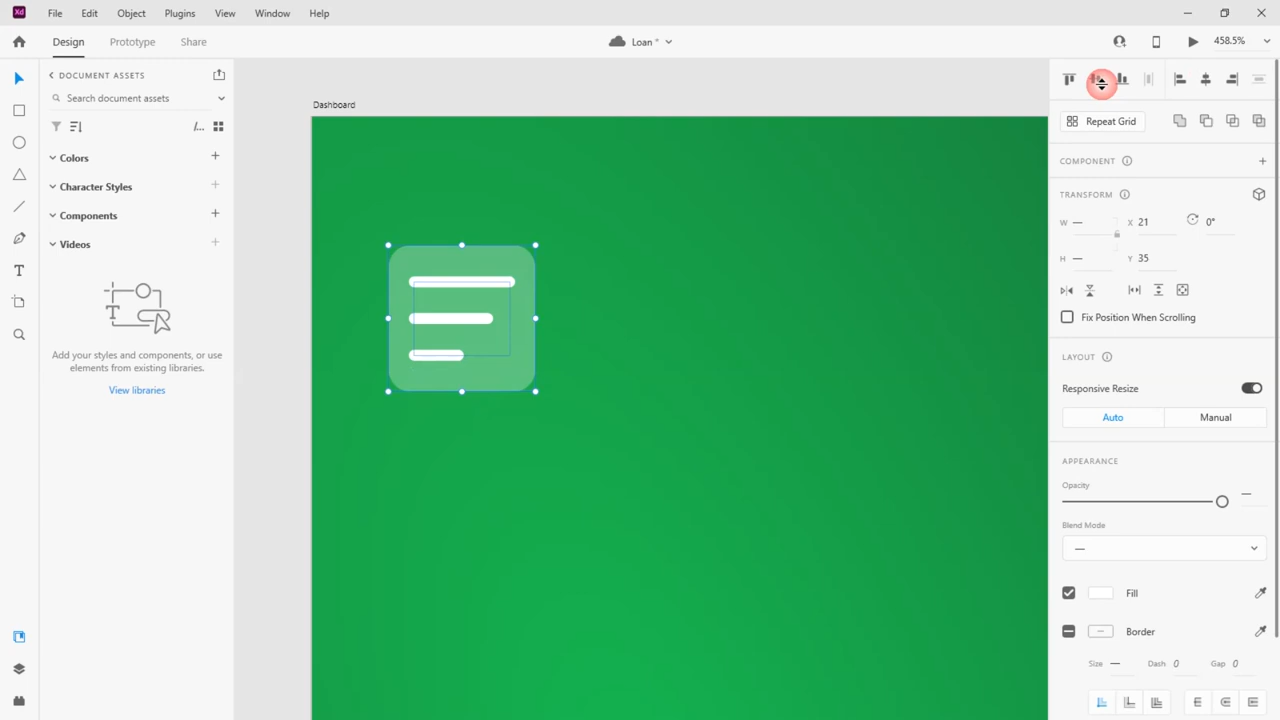 Xd File Edit Object Plugins View Window Help
Design Prototype Share Loan * 458.5%
DOCUMENT ASSETS
Search document assets
/...
Colors
Character Styles
Components
Videos
T
Add your styles and components, or use
elements from existing libraries.
View libraries
Dashboard
Repeat Grid
COMPONENT
TRANSFORM
W — X 21 0°
H — Y 35
Fix Position When Scrolling
LAYOUT
Responsive Resize
Auto Manual
APPEARANCE
Opacity
—
Blend Mode
—
Fill
Border
Size — Dash 0 Gap 0